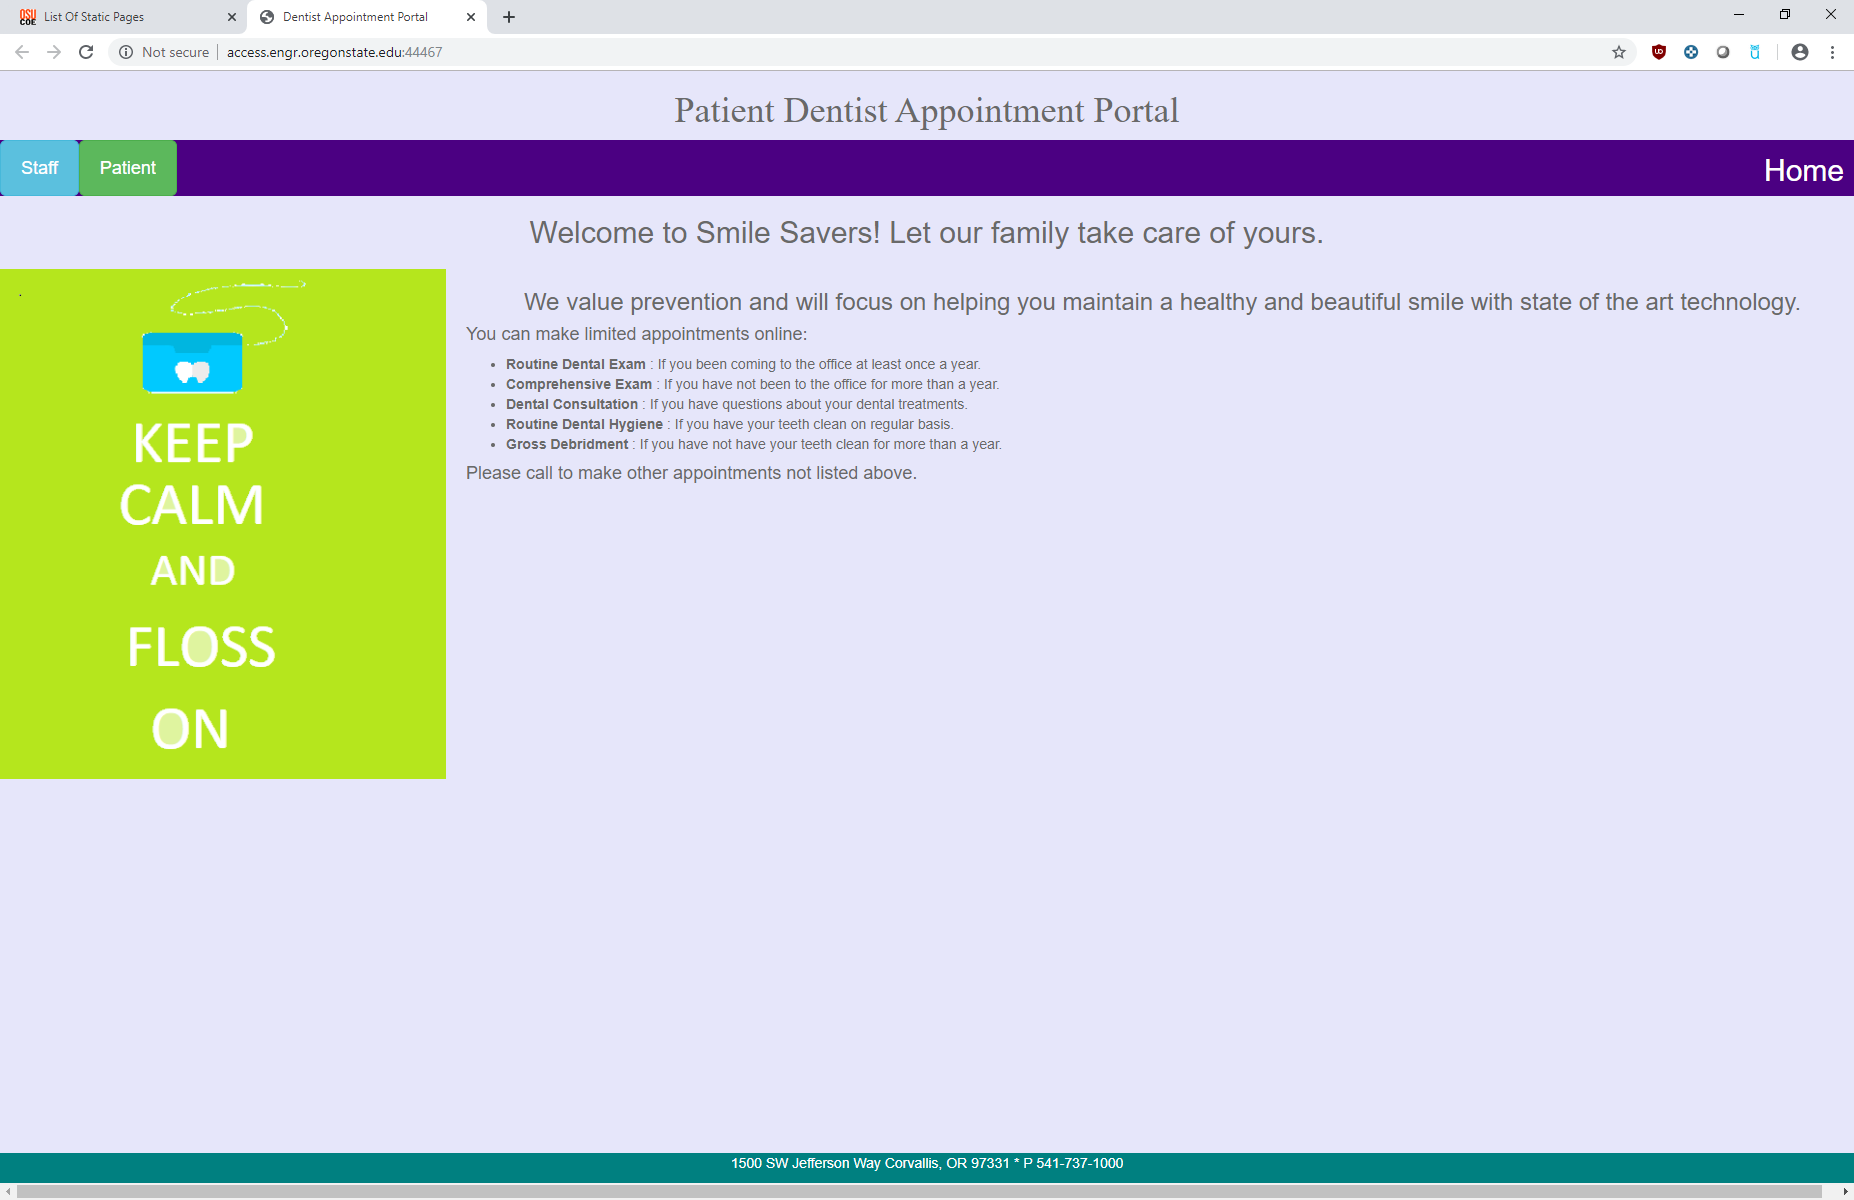 OSU
COE
List Of Static Pages
Dentist Appointment Portal
Not secure
access.engr.oregonstate.edu:44467
Patient Dentist Appointment Portal
Staff
Patient
Home
Welcome to Smile Savers! Let our family take care of yours.
We value prevention and will focus on helping you maintain a healthy and beautiful smile with state of the art technology.
You can make limited appointments online:
• Routine Dental Exam : If you been coming to the office at least once a year.
• Comprehensive Exam : If you have not been to the office for more than a year.
• Dental Consultation : If you have questions about your dental treatments.
• Routine Dental Hygiene : If you have your teeth clean on regular basis.
• Gross Debridment : If you have not have your teeth clean for more than a year.
Please call to make other appointments not listed above.
KEEP
CALM
AND
FLOSS
ON
1500 SW Jefferson Way Corvallis, OR 97331 * P 541-737-1000